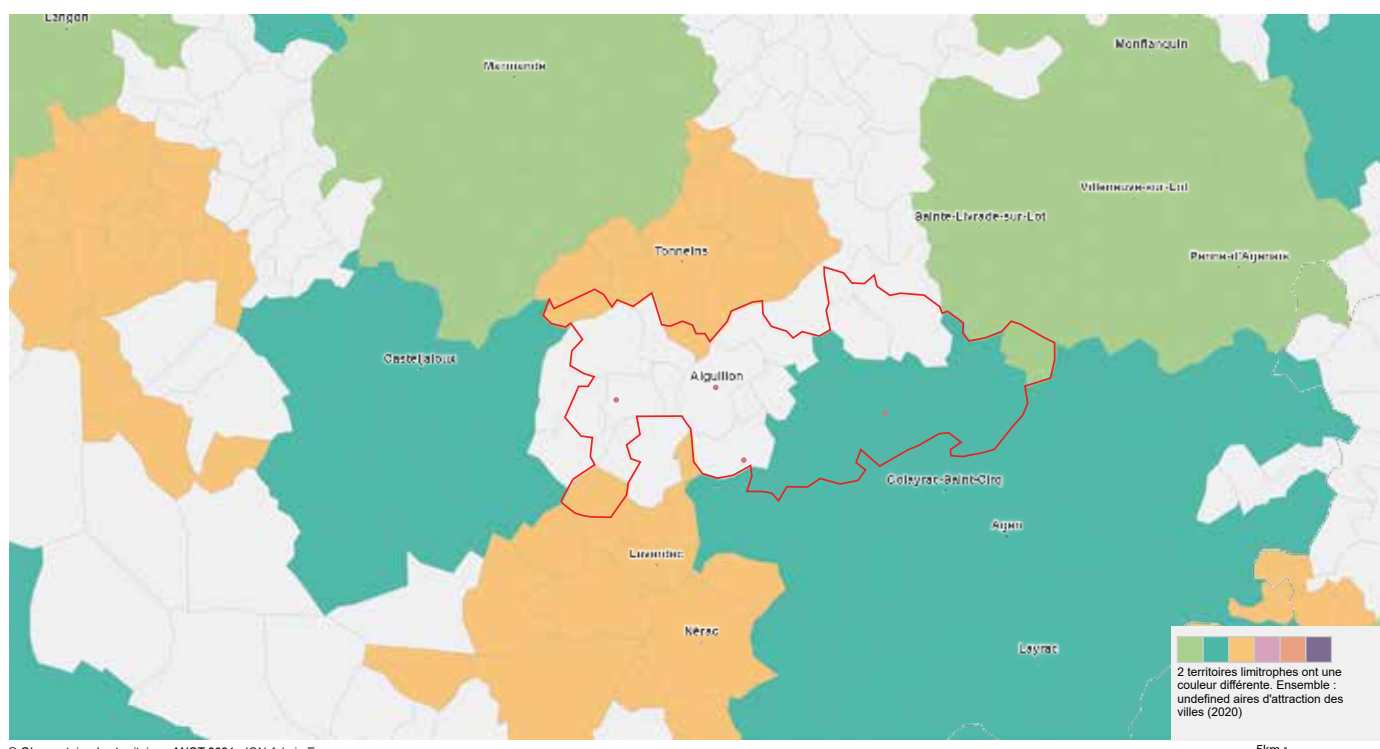 Langon
Monflanquin
Marmande
Villeneuve-sur-Lot
Sainte-Livrade-sur-Lot
Tonneins
Penne-d'Agenais
Casteljaloux
Aiguillon
Colayrac-Saint-Cirq
Agen
Lavardac
Nérac
Layrac
2 territoires limitrophes ont une
couleur différente. Ensemble :
undefined aires d'attraction des
villes (2020)
5km